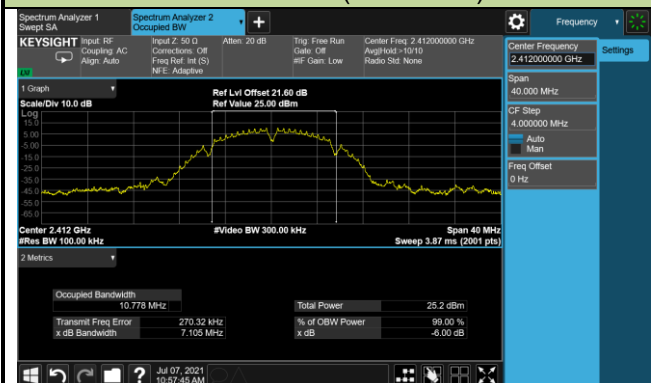 Spectrum Analyzer 1
Swept SA
Spectrum Analyzer 2
Occupied BW
+
Frequency
KEYSIGHT
Input: RF
Coupling: AC
Align: Auto
Input Z: 50 Ω
Corrections: Off
Freq Ref: Int (S)
NFE: Adaptive
Atten: 20 dB
Trig: Free Run
Gate: Off
#IF Gain: Low
Center Freq: 2.412000000 GHz
Avg|Hold:>10/10
Radio Std: None
Center Frequency
2.412000000 GHz
Settings
Span
40.000 MHz
CF Step
4.000000 MHz
Auto
Man
Freq Offset
0 Hz
1 Graph
Scale/Div 10.0 dB
Ref Lvl Offset 21.60 dB
Ref Value 25.00 dBm
Log
15.0
5.00
-5.00
-15.0
-25.0
-35.0
-45.0
-55.0
-65.0
Center 2.412 GHz
#Video BW 300.00 kHz
Span 40 MHz
#Res BW 100.00 kHz
Sweep 3.87 ms (2001 pts)
2 Metrics
Occupied Bandwidth
10.778 MHz
Total Power
25.2 dBm
Transmit Freq Error
270.32 kHz
% of OBW Power
99.00 %
x dB Bandwidth
7.105 MHz
x dB
-6.00 dB
?
Jul 07, 2021
10:57:45 AM